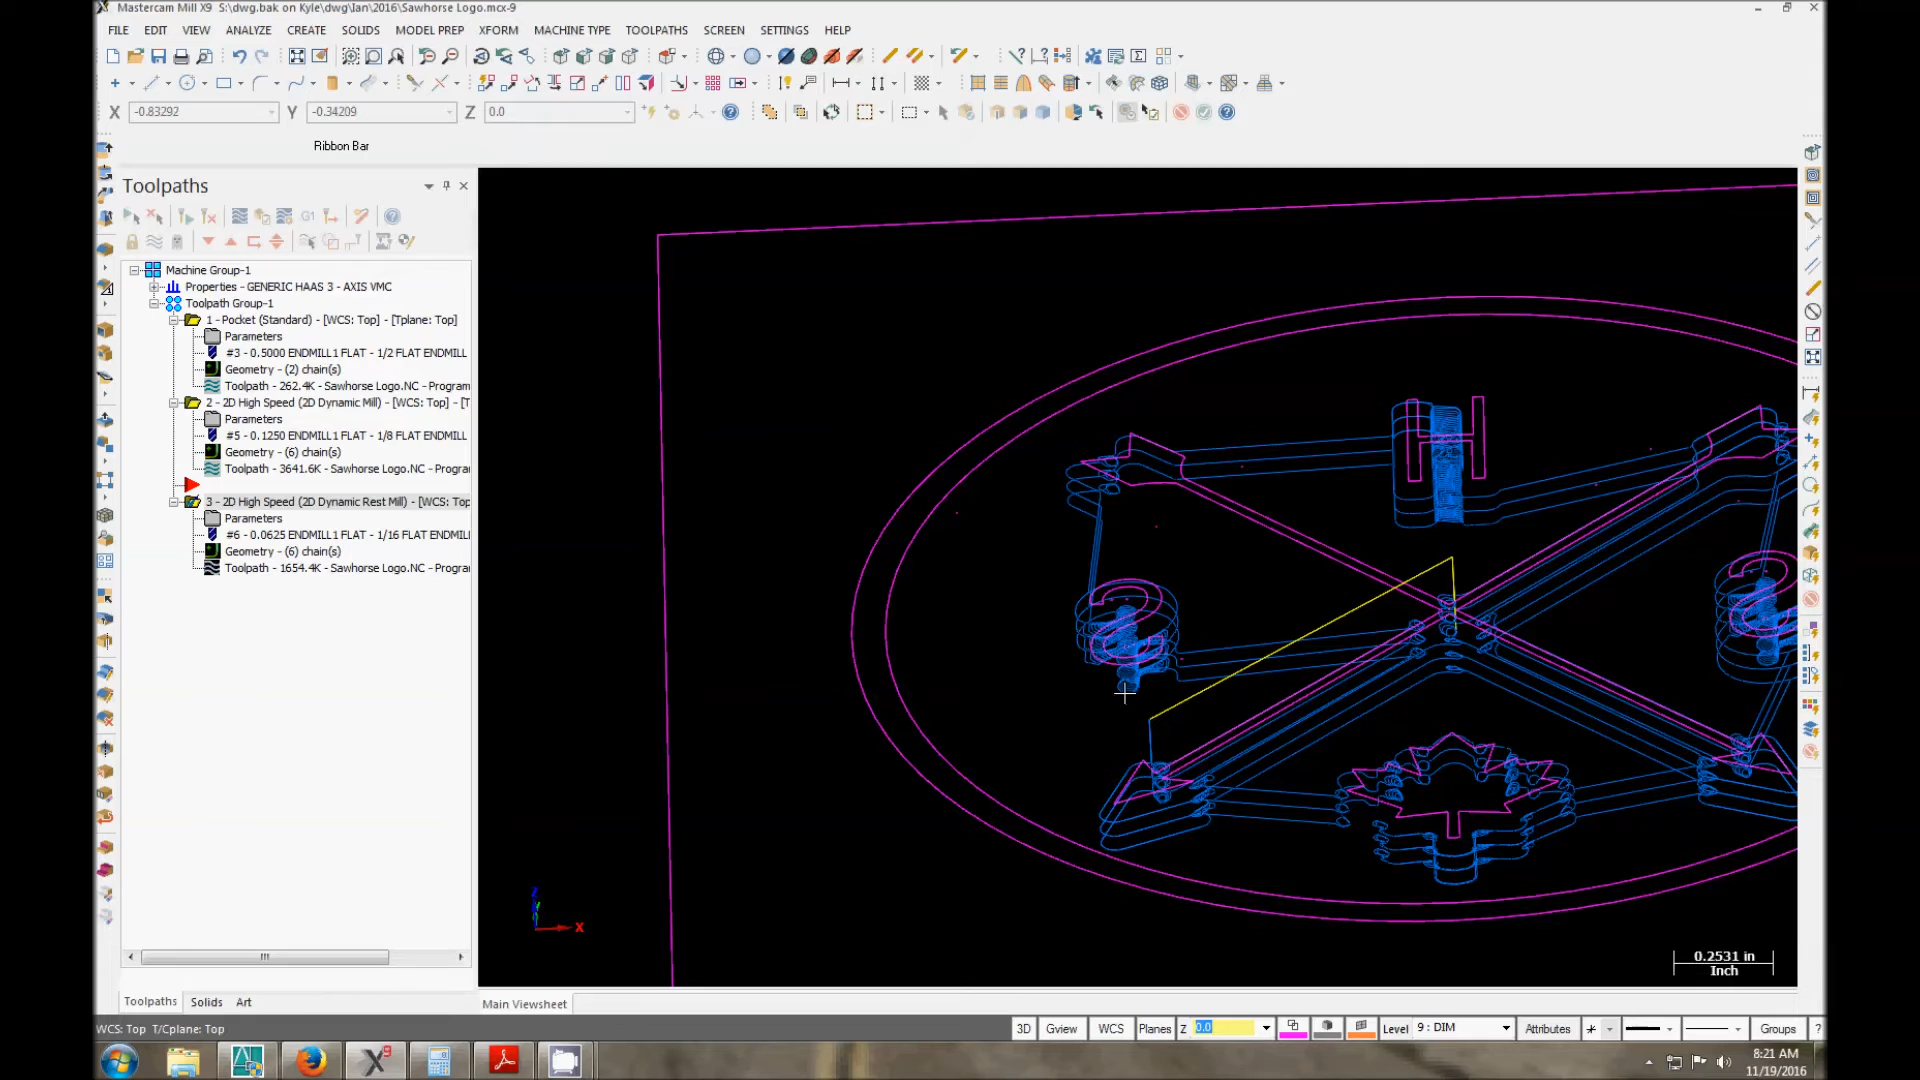 Mastercam Mill X9 S:\dwg.bak on Kyle\dwg\Ian\2016\Sawhorse Logo.mcx-9
FILE EDIT VIEW ANALYZE CREATE SOLIDS MODEL PREP XFORM MACHINE TYPE TOOLPATHS SCREEN SETTINGS HELP
X -0.83292 Y -0.34209 Z 0.0
Ribbon Bar
Toolpaths
G1
Machine Group-1
Properties - GENERIC HAAS 3 - AXIS VMC
Toolpath Group-1
1 - Pocket (Standard) - [WCS: Top] - [Tplane: Top]
Parameters
#3 - 0.5000 ENDMILL1 FLAT - 1/2 FLAT ENDMILL
Geometry - (2) chain(s)
Toolpath - 262.4K - Sawhorse Logo.NC - Program
2 - 2D High Speed (2D Dynamic Mill) - [WCS: Top] - [T
Parameters
#5 - 0.1250 ENDMILL1 FLAT - 1/8 FLAT ENDMILL
Geometry - (6) chain(s)
Toolpath - 3641.6K - Sawhorse Logo.NC - Progra
3 - 2D High Speed (2D Dynamic Rest Mill) - [WCS: Top
Parameters
#6 - 0.0625 ENDMILL1 FLAT - 1/16 FLAT ENDMIL
Geometry - (6) chain(s)
Toolpath - 1654.4K - Sawhorse Logo.NC - Progra
H
S
S
Z
X
0.2531 in
Inch
Toolpaths Solids Art
Main Viewsheet
WCS: Top T/Cplane: Top
3D Gview WCS Planes Z 0.0 Level 9 : DIM Attributes Groups ?
8:21 AM
11/19/2016